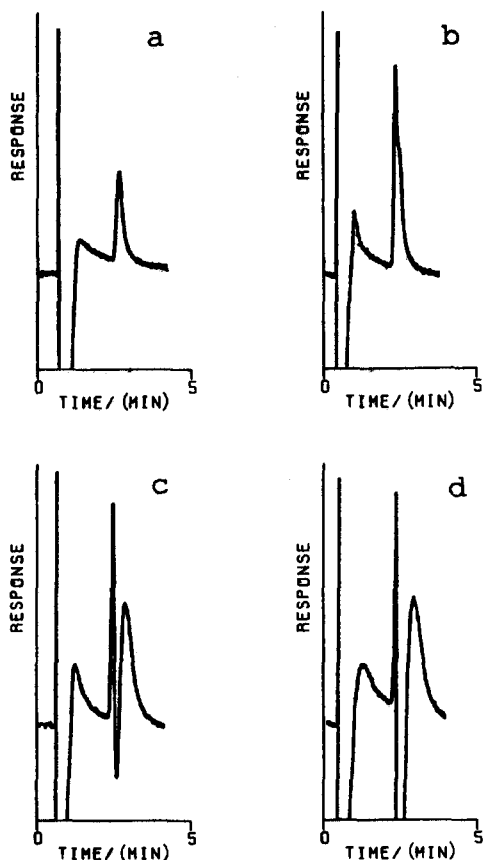 a
RESPONSE
0
5
TIME/(MIN)
b
RESPONSE
0
5
TIME/(MIN)
c
RESPONSE
0
5
TIME/(MIN)
d
RESPONSE
0
5
TIME/(MIN)